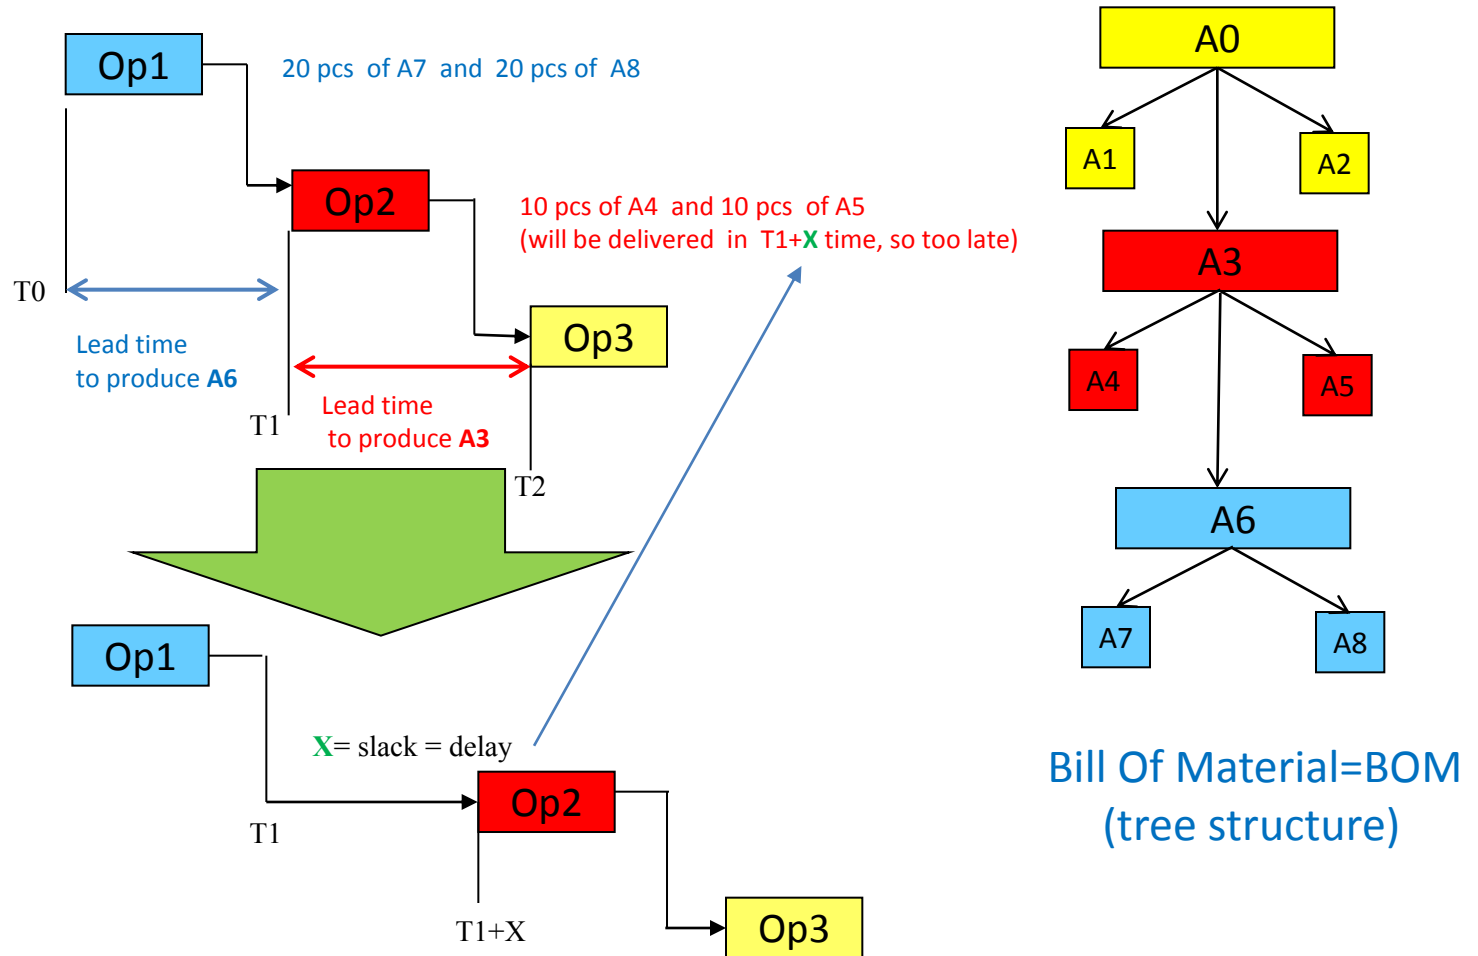 Op1
20 pcs of A7 and 20 pcs of A8
Op2
10 pcs of A4 and 10 pcs of A5
(will be delivered in T1+X time, so too late)
T0
Op3
Lead time
to produce A6
Lead time
to produce A3
T1
T2
Op1
X= slack = delay
Op2
T1
T1+X
Op3
A0
A1
A2
A3
A4
A5
A6
A7
A8
Bill Of Material=BOM
(tree structure)